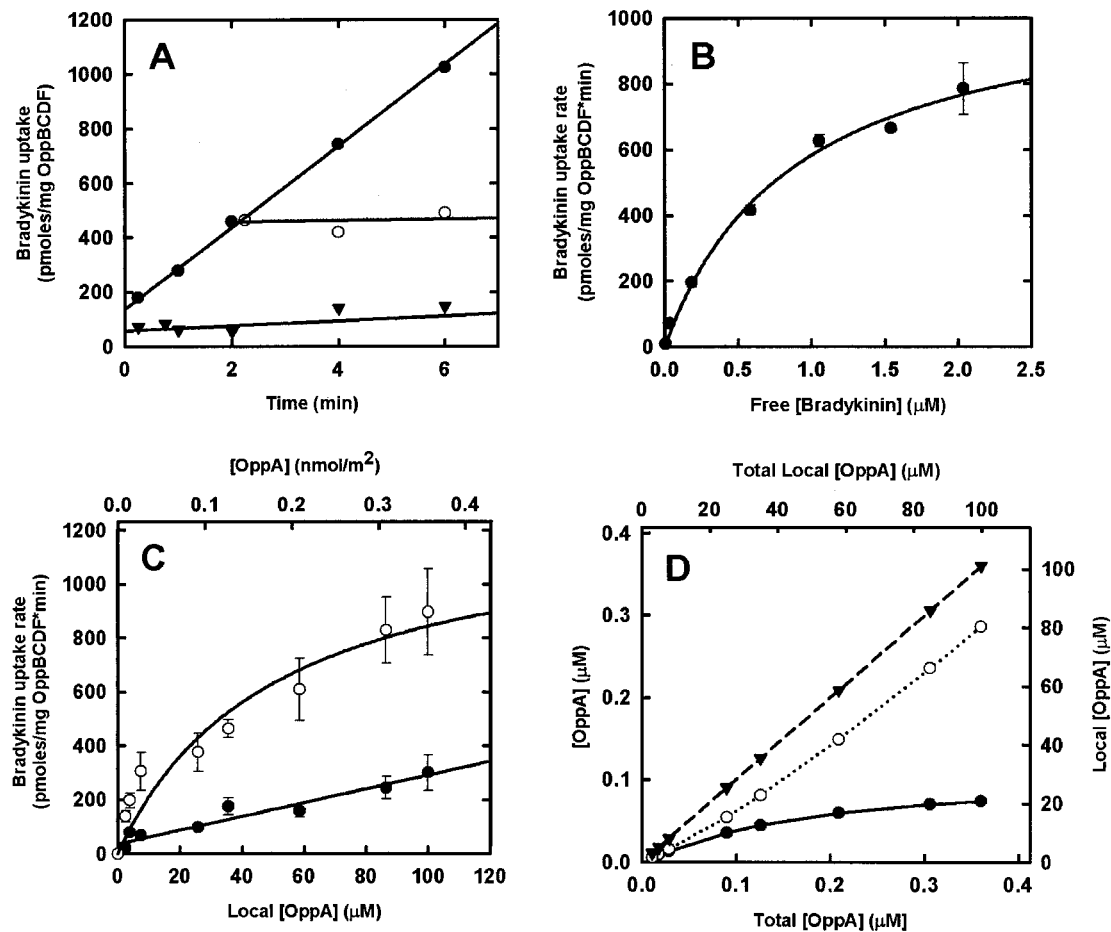 A
Bradykinin uptake
(pmoles/mg OppBCDF)
1200
1000
800
600
400
200
0
0 2 4 6
Time (min)
B
Bradykinin uptake rate
(pmoles/mg OppBCDF*min)
1000
800
600
400
200
0
0.0 0.5 1.0 1.5 2.0 2.5
Free [Bradykinin] (μM)
[OppA] (nmol/m2)
0.0 0.1 0.2 0.3 0.4
C
Bradykinin uptake rate
(pmoles/mg OppBCDF*min)
1200
1000
800
600
400
200
0
0 20 40 60 80 100 120
Local [OppA] (μM)
Total Local [OppA] (μM)
0 20 40 60 80 100
D
[OppA] (μM)
0.4
0.3
0.2
0.1
0.0
100
80
60
40
20
0
Local [OppA] (μM)
0.0 0.1 0.2 0.3 0.4
Total [OppA] (μM]